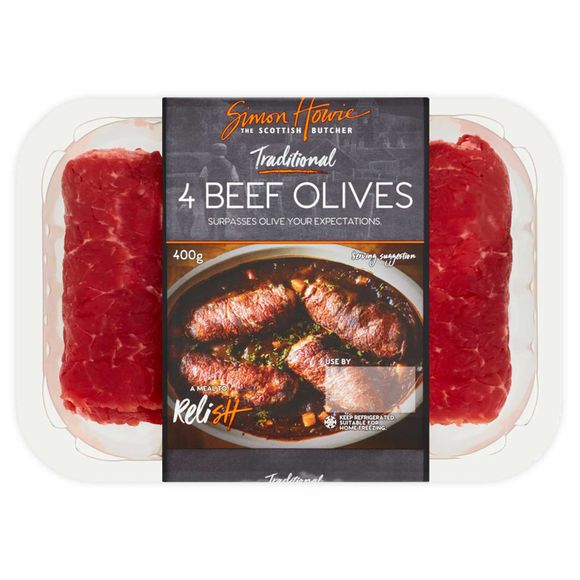 Simon Howie
THE SCOTTISH BUTCHER
Traditional
4 BEEF OLIVES
SURPASSES OLIVE YOUR EXPECTATIONS.
400g
Serving suggestion
USE BY
A MEAL TO
ReliSH
KEEP REFRIGERATED
SUITABLE FOR
HOME FREEZING.
Traditional